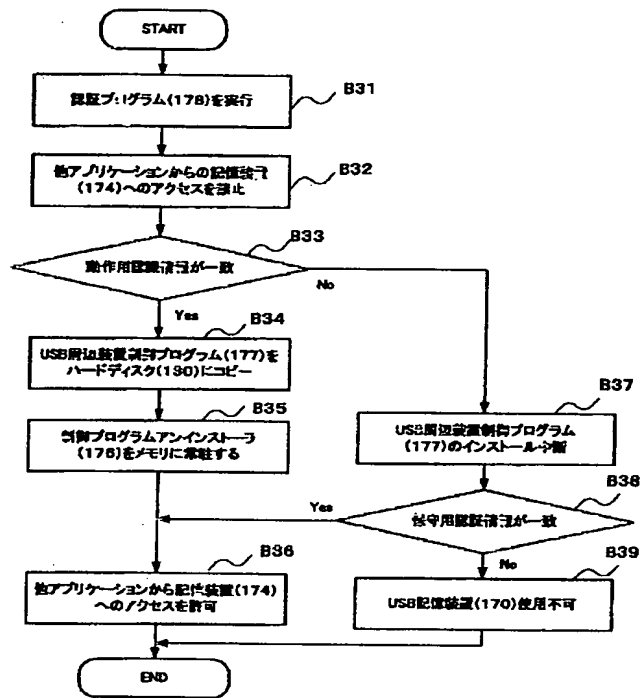 START
認証プログラム(178)を実行
B31
他アプリケーションからの記憶装置
(174)へのアクセスを禁止
B32
B33
動作用認証情報が一致
No
Yes
B34
USB周辺装置制御プログラム(177)を
ハードディスク(130)にコピー
B35
制御プログラムアンインストーラ
(176)をメモリに常駐する
B37
USB周辺装置制御プログラム
(177)のインストール中断
B38
Yes
保守用認証情報が一致
B36
No
B39
他アプリケーションから記憶装置(174)
へのアクセスを許可
USB記憶装置(170)使用不可
END